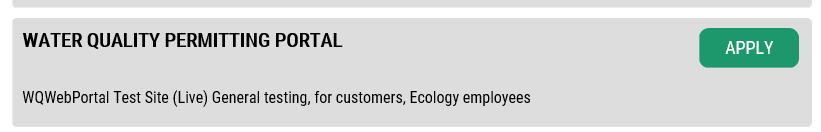 WATER QUALITY PERMITTING PORTAL
APPLY
WQWebPortal Test Site (Live) General testing, for customers, Ecology employees